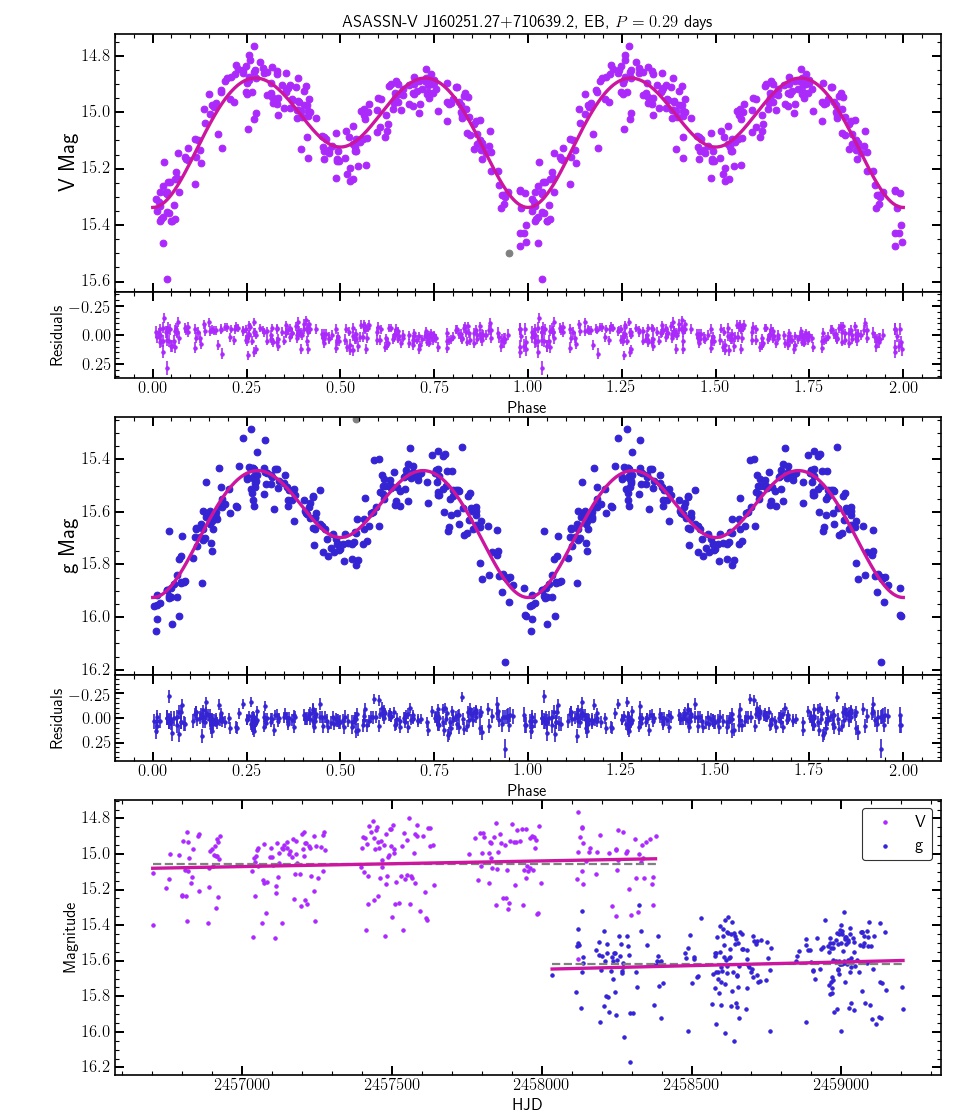 ASASSN-V J160251.27+710639.2, EB, P = 0.29 days
14.8
15.0
15.2
15.4
15.6
V Mag
−0.25
0.00
0.25
Residuals
0.00 0.25 0.50 0.75 1.00 1.25 1.50 1.75 2.00
Phase
15.4
15.6
15.8
16.0
16.2
g Mag
−0.25
0.00
0.25
Residuals
0.00 0.25 0.50 0.75 1.00 1.25 1.50 1.75 2.00
Phase
14.8
15.0
15.2
15.4
15.6
15.8
16.0
16.2
Magnitude
V
g
2457000 2457500 2458000 2458500 2459000
HJD